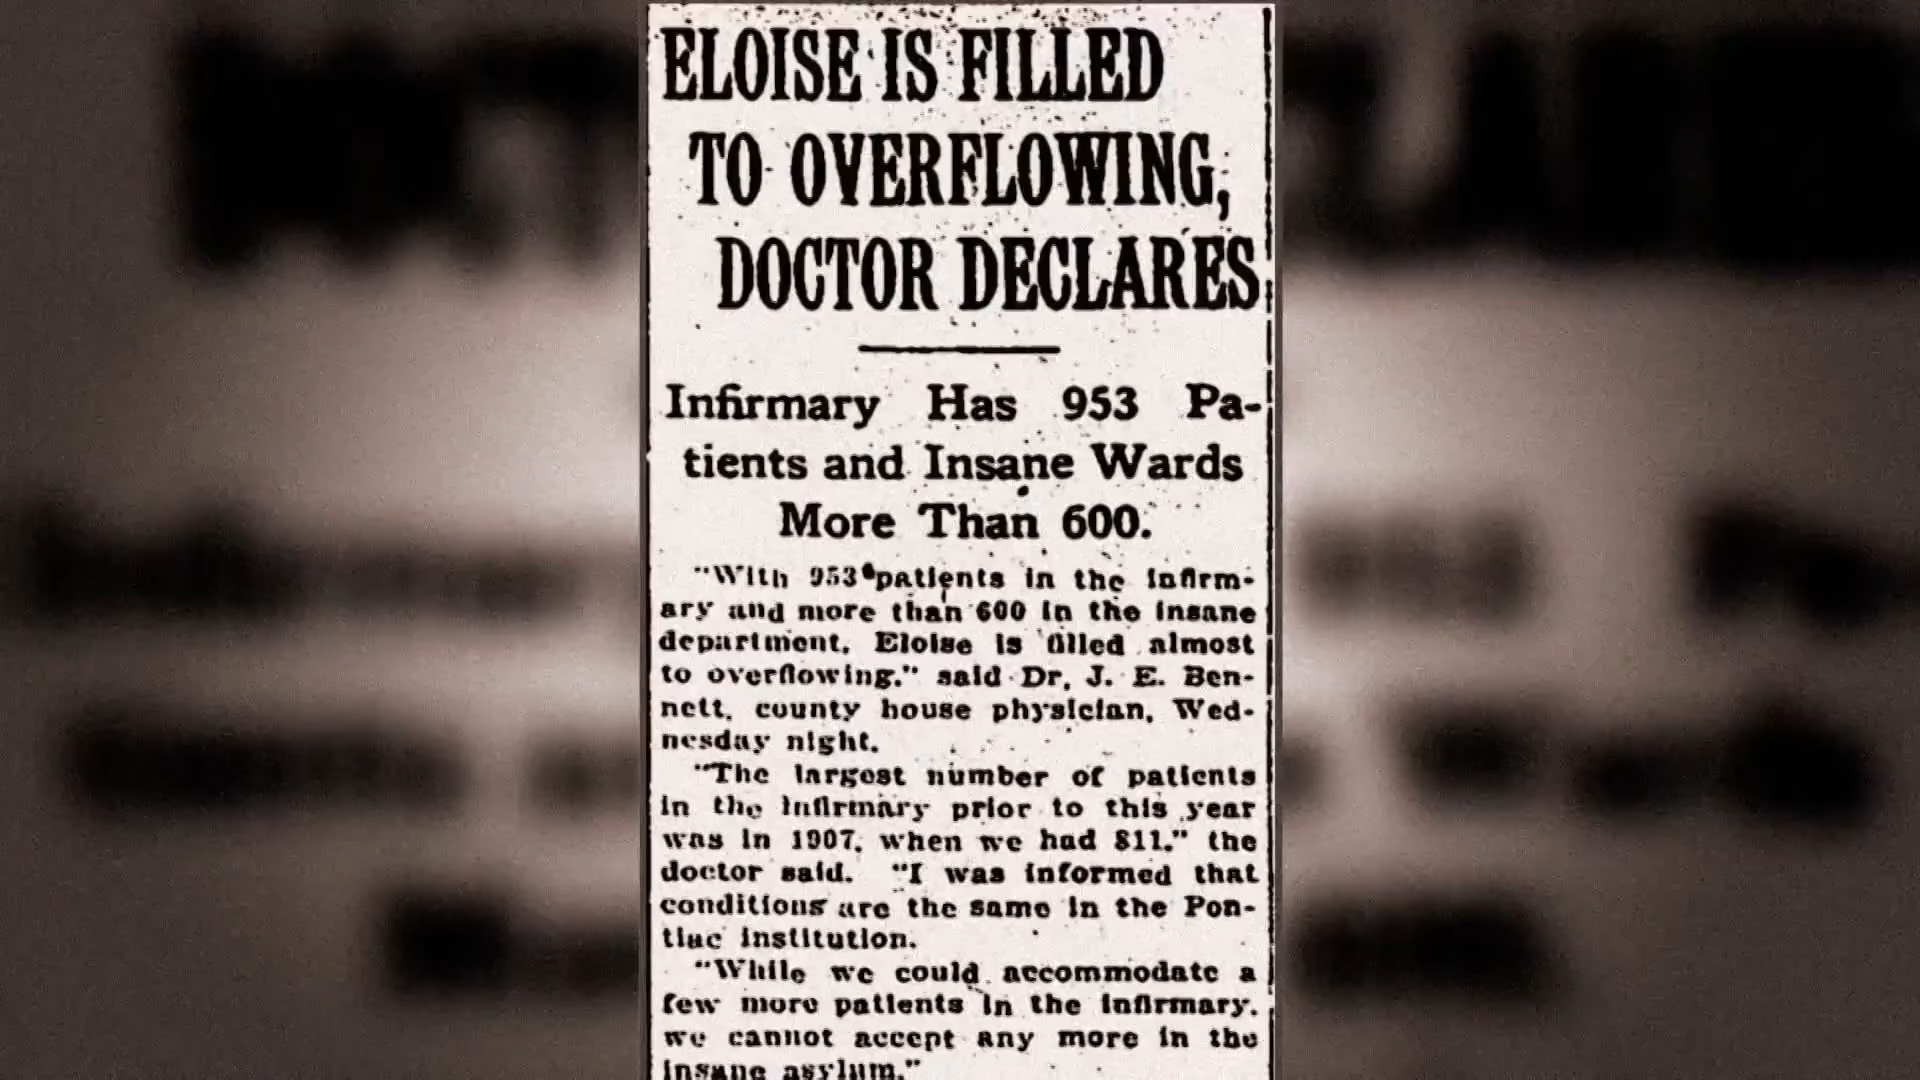 ELOISE IS FILLED
TO OVERFLOWING,
DOCTOR DECLARES
Infirmary Has 953 Pa-
tients and Insane Wards
More Than 600.
"With 953 patients in the infirm-
ary and more than 600 in the insane
department, Eloise is filled almost
to overflowing," said Dr. J. E. Ben-
nett, county house physician, Wed-
nesday night.
"The largest number of patients
in the infirmary prior to this year
was in 1907, when we had 811," the
doctor said. "I was informed that
conditions are the same in the Pon-
tiac institution.
"While we could accommodate a
few more patients in the infirmary,
we cannot accept any more in the
insane asylum."